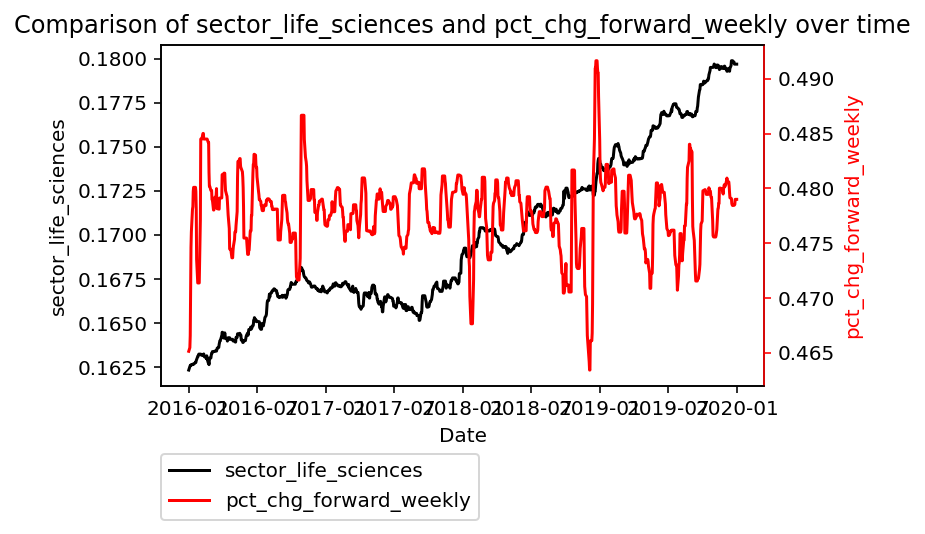 Comparison of sector_life_sciences and pct_chg_forward_weekly over time
sector_life_sciences
0.1800
0.1775
0.1750
0.1725
0.1700
0.1675
0.1650
0.1625
0.490
0.485
0.480
0.475
0.470
0.465
pct_chg_forward_weekly
2016-01 2016-07 2017-01 2017-07 2018-01 2018-07 2019-01 2019-07 2020-01
Date
sector_life_sciences
pct_chg_forward_weekly